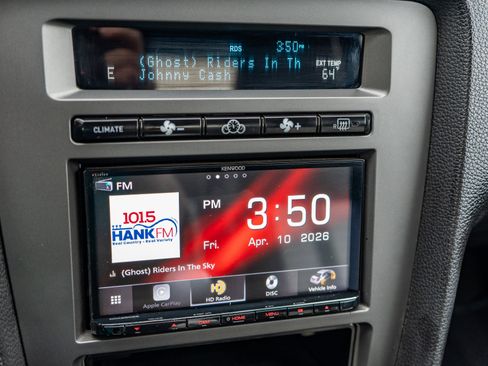 RDS 3:50 PM
E (Ghost) Riders In Th EXT TEMP
Johnny Cash 64°
CLIMATE - + R
KENWOOD
FM
101.5
HANK FM
Real Country • Real Variety
PM 3:50
Fri. Apr. 10 2026
(Ghost) Riders In The Sky
Apple CarPlay HD Radio DISC Vehicle Info
HOME MENU